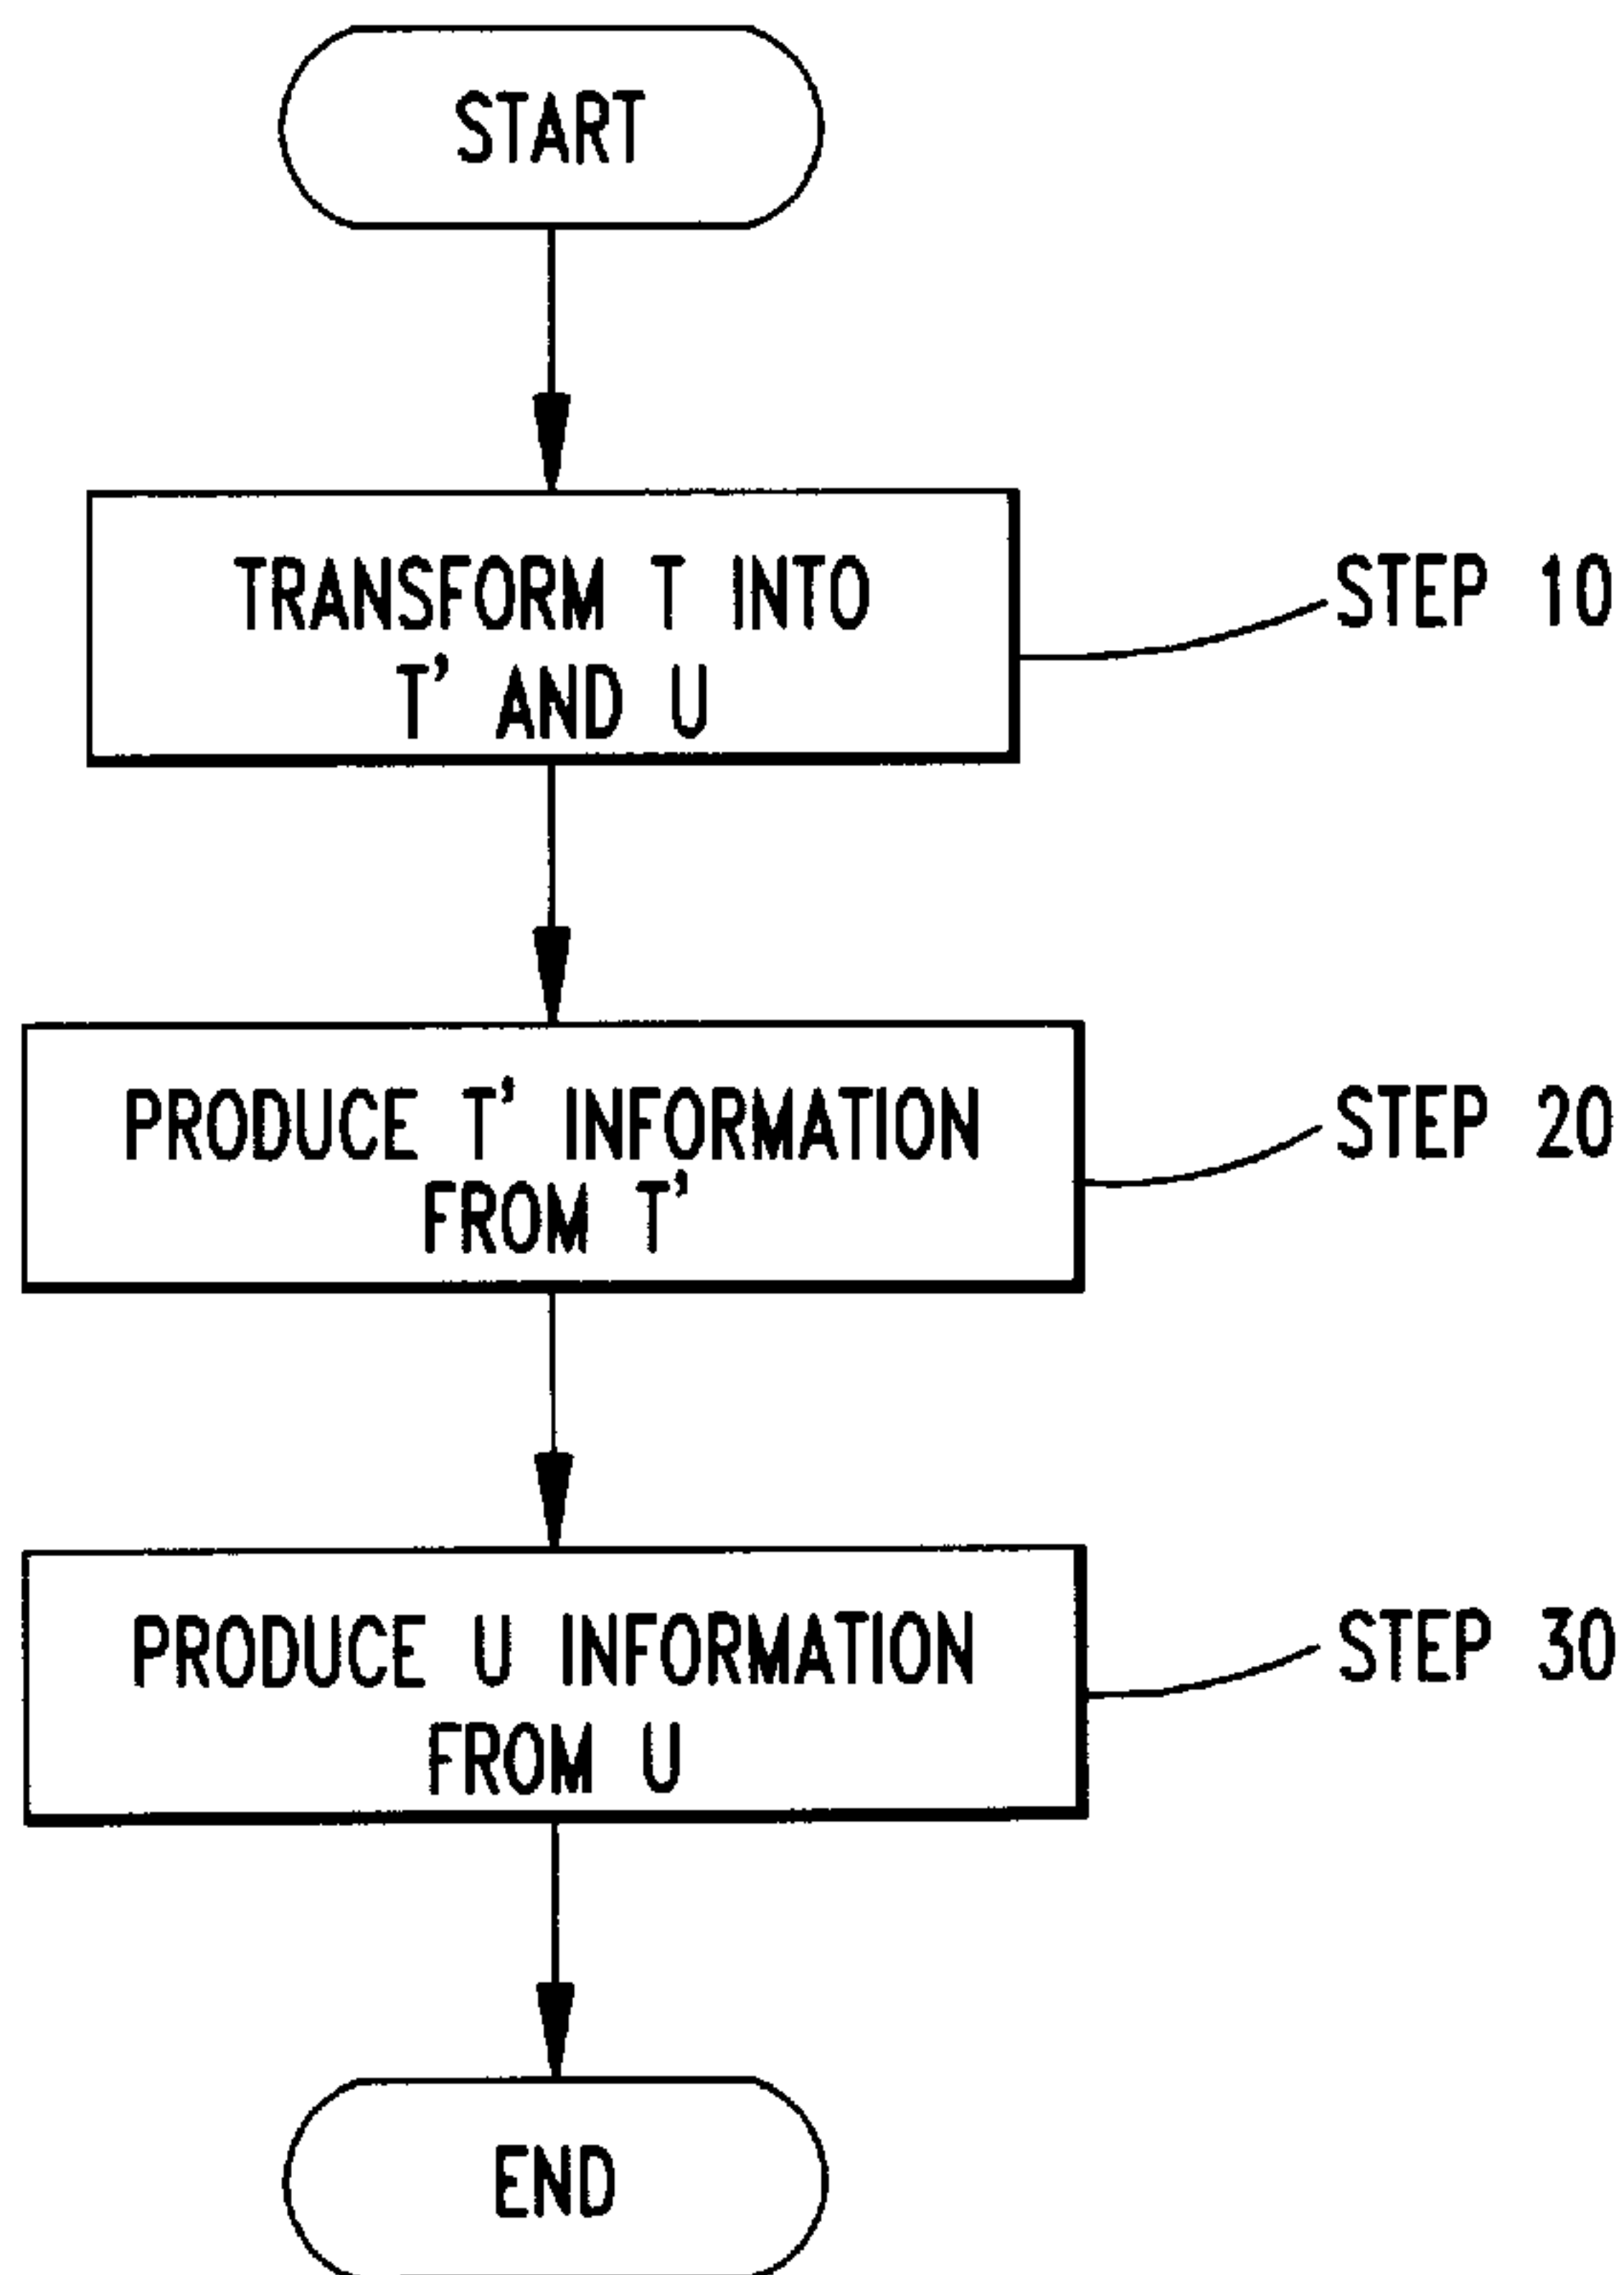 START
TRANSFORM T INTO
T' AND U
STEP 10
PRODUCE T' INFORMATION
FROM T'
STEP 20
PRODUCE U INFORMATION
FROM U
STEP 30
END